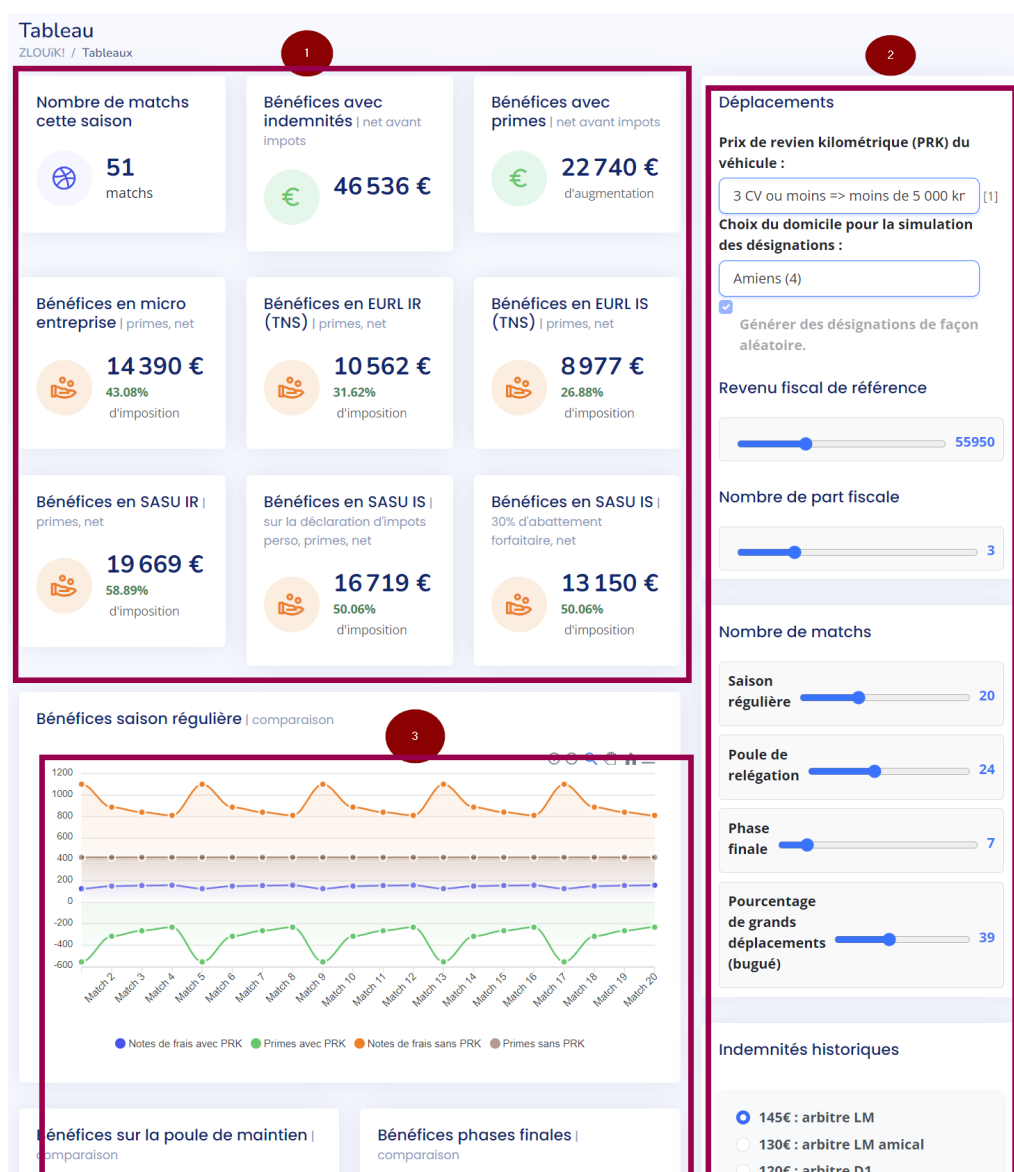 Tableau
ZLOUïK! / Tableaux
1
2
Nombre de matchs
cette saison
51
matchs
Bénéfices avec
indemnités | net avant
impots
46 536 €
Bénéfices avec
primes | net avant impots
22 740 €
d'augmentation
Bénéfices en micro
entreprise | primes, net
14 390 €
43.08%
d'imposition
Bénéfices en EURL IR
(TNS) | primes, net
10 562 €
31.62%
d'imposition
Bénéfices en EURL IS
(TNS) | primes, net
8 977 €
26.88%
d'imposition
Bénéfices en SASU IR |
primes, net
19 669 €
58.89%
d'imposition
Bénéfices en SASU IS |
sur la déclaration d'impots
perso, primes, net
16 719 €
50.06%
d'imposition
Bénéfices en SASU IS |
30% d'abattement
forfaitaire, net
13 150 €
50.06%
d'imposition
Bénéfices saison régulière | comparaison
3
1200
1000
800
600
400
200
0
-200
-400
-600
Match 2
Match 3
Match 4
Match 5
Match 6
Match 7
Match 8
Match 9
Match 10
Match 11
Match 12
Match 13
Match 14
Match 15
Match 16
Match 17
Match 18
Match 19
Match 20
Notes de frais avec PRK
Primes avec PRK
Notes de frais sans PRK
Primes sans PRK
Bénéfices sur la poule de maintien |
comparaison
Bénéfices phases finales |
comparaison
Déplacements
Prix de revien kilométrique (PRK) du
véhicule :
3 CV ou moins => moins de 5 000 kr
[1]
Choix du domicile pour la simulation
des désignations :
Amiens (4)
Générer des désignations de façon
aléatoire.
Revenu fiscal de référence
55950
Nombre de part fiscale
3
Nombre de matchs
Saison
régulière
20
Poule de
relégation
24
Phase
finale
7
Pourcentage
de grands
déplacements
(bugué)
39
Indemnités historiques
145€ : arbitre LM
130€ : arbitre LM amical
120€ : arbitre D1